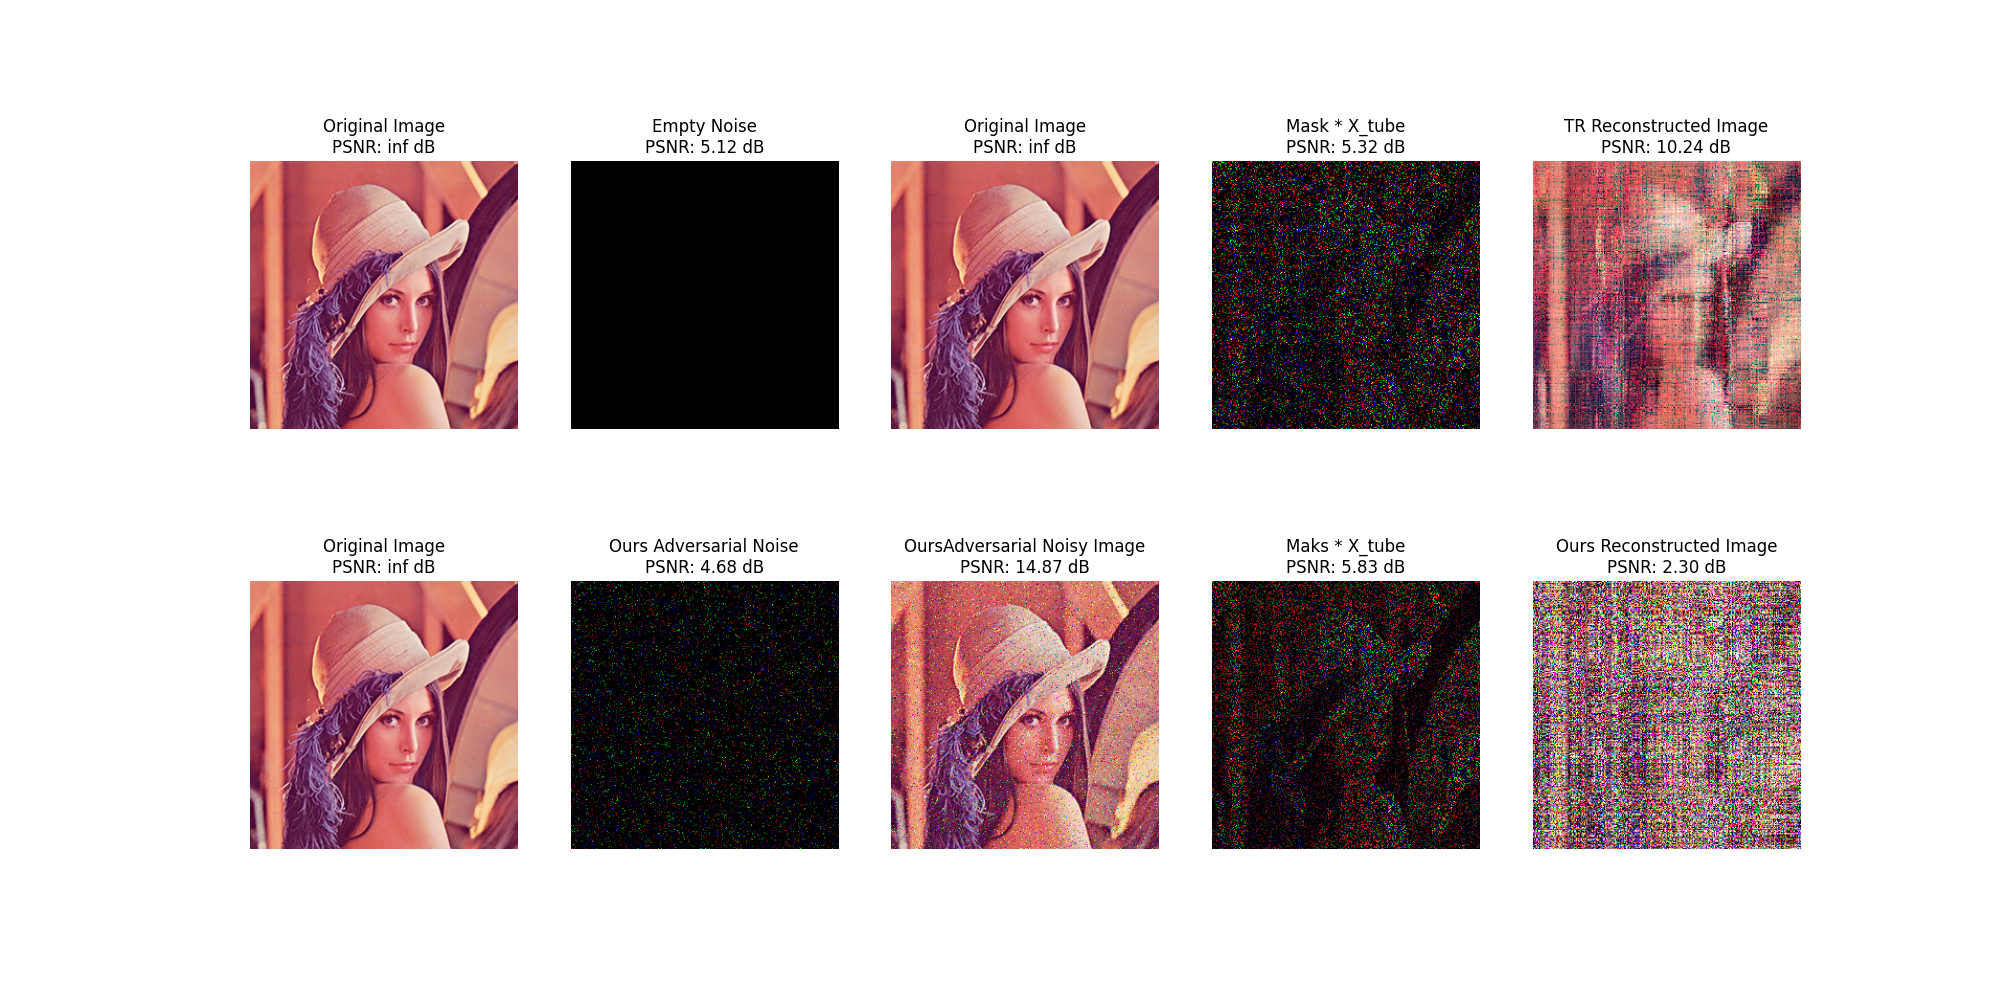 Original Image
PSNR: inf dB
Empty Noise
PSNR: 5.12 dB
Original Image
PSNR: inf dB
Mask * X_tube
PSNR: 5.32 dB
TR Reconstructed Image
PSNR: 10.24 dB
Original Image
PSNR: inf dB
Ours Adversarial Noise
PSNR: 4.68 dB
OursAdversarial Noisy Image
PSNR: 14.87 dB
Maks * X_tube
PSNR: 5.83 dB
Ours Reconstructed Image
PSNR: 2.30 dB